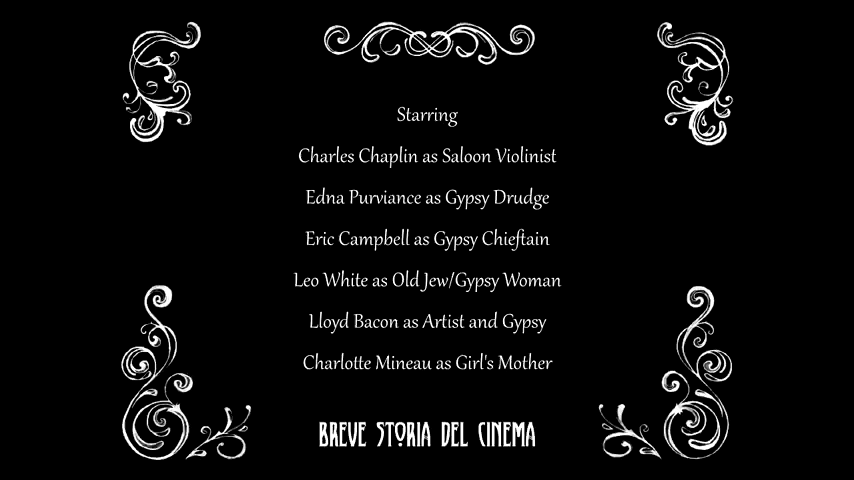 Starring
Charles Chaplin as Saloon Violinist
Edna Purviance as Gypsy Drudge
Eric Campbell as Gypsy Chieftain
Leo White as Old Jew/Gypsy Woman
Lloyd Bacon as Artist and Gypsy
Charlotte Mineau as Girl's Mother
BREVE STORIA DEL CINEMA